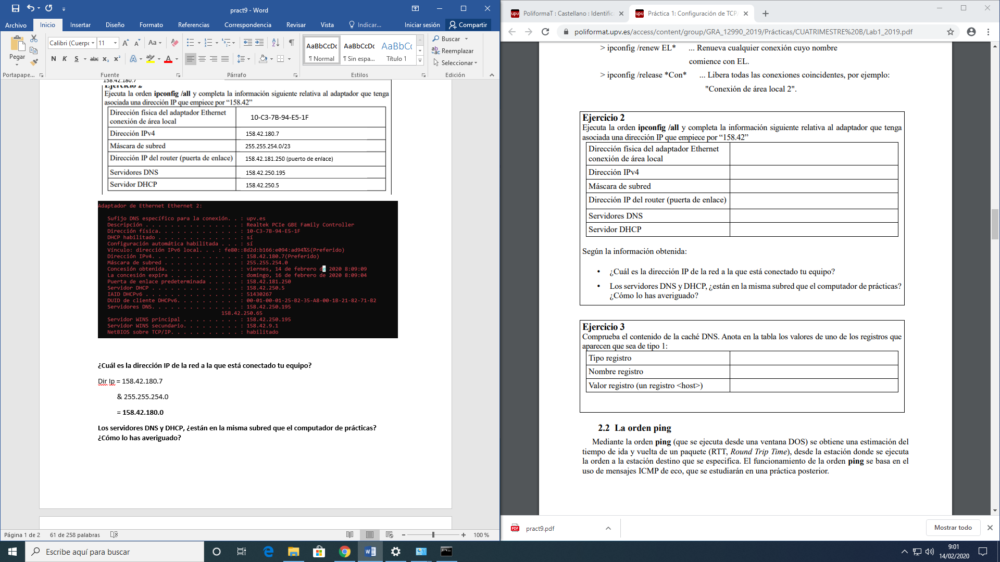 pract9 - Word
Archivo
Inicio
Insertar
Diseño
Formato
Referencias
Correspondencia
Revisar
Vista
Indicar...
Iniciar sesión
Compartir
Pegar
Calibri (Cuerpo
11
Aa
N K S abc x₂ x²
AaBbCcDc
¶ Normal
AaBbCcDc
¶ Sin espa...
AaBbCc
Título 1
Buscar
Reemplazar
Seleccionar
Portapape...
Fuente
Párrafo
Estilos
Edición
158.42.180.7
Ejercicio 2
Ejecuta la orden ipconfig /all y completa la información siguiente relativa al adaptador que tenga
asociada una dirección IP que empiece por “158.42”
Dirección física del adaptador Ethernet
conexión de área local
10-C3-7B-94-E5-1F
Dirección IPv4
158.42.180.7
Máscara de subred
255.255.254.0/23
Dirección IP del router (puerta de enlace)
158.42.181.250 (puerto de enlace)
Servidores DNS
158.42.250.195
Servidor DHCP
158.42.250.5
Adaptador de Ethernet Ethernet 2:
Sufijo DNS específico para la conexión. . : upv.es
Descripción . . . . . . . . . . . . . . . : Realtek PCIe GBE Family Controller
Dirección física. . . . . . . . . . . . . : 10-C3-7B-94-E5-1F
DHCP habilitado . . . . . . . . . . . . . : sí
Configuración automática habilitada . . . : sí
Vínculo: dirección IPv6 local. . . : fe80::8d2d:b166:e094:ad94%5(Preferido)
Dirección IPv4. . . . . . . . . . . . . . : 158.42.180.7(Preferido)
Máscara de subred . . . . . . . . . . . . : 255.255.254.0
Concesión obtenida. . . . . . . . . . . . : viernes, 14 de febrero de 2020 8:09:09
La concesión expira . . . . . . . . . . . : domingo, 16 de febrero de 2020 8:09:04
Puerta de enlace predeterminada . . . . . : 158.42.181.250
Servidor DHCP . . . . . . . . . . . . . . : 158.42.250.5
IAID DHCPv6 . . . . . . . . . . . . . . . : 51430267
DUID de cliente DHCPv6. . . . . . . . . . : 00-01-00-01-25-B2-35-A8-00-1B-21-82-71-B2
Servidores DNS. . . . . . . . . . . . . . : 158.42.250.195
158.42.250.65
Servidor WINS principal . . . . . . . . . : 158.42.250.195
Servidor WINS secundario. . . . . . . . . : 158.42.9.1
NetBIOS sobre TCP/IP. . . . . . . . . . . : habilitado
¿Cuál es la dirección IP de la red a la que está conectado tu equipo?
Dir Ip = 158.42.180.7
& 255.255.254.0
= 158.42.180.0
Los servidores DNS y DHCP, ¿están en la misma subred que el computador de prácticas?
¿Cómo lo has averiguado?
Página 1 de 2
61 de 258 palabras
100 %
PoliformaT : Castellano : Identific
Práctica 1: Configuración de TCP/
poliformat.upv.es/access/content/group/GRA_12990_2019/Prácticas/CUATRIMESTRE%20B/Lab1_2019.pdf
> ipconfig /renew EL* ... Renueva cualquier conexión cuyo nombre
comience con EL.
> ipconfig /release *Con* ... Libera todas las conexiones coincidentes, por ejemplo:
"Conexión de área local 2".
Ejercicio 2
Ejecuta la orden ipconfig /all y completa la información siguiente relativa al adaptador que tenga
asociada una dirección IP que empiece por “158.42”
Dirección física del adaptador Ethernet
conexión de área local
Dirección IPv4
Máscara de subred
Dirección IP del router (puerta de enlace)
Servidores DNS
Servidor DHCP
Según la información obtenida:
• ¿Cuál es la dirección IP de la red a la que está conectado tu equipo?
• Los servidores DNS y DHCP, ¿están en la misma subred que el computador de prácticas?
¿Cómo lo has averiguado?
Ejercicio 3
Comprueba el contenido de la caché DNS. Anota en la tabla los valores de uno de los registros que
aparecen que sea de tipo 1:
Tipo registro
Nombre registro
Valor registro (un registro <host>)
2.2 La orden ping
Mediante la orden ping (que se ejecuta desde una ventana DOS) se obtiene una estimación del
tiempo de ida y vuelta de un paquete (RTT, Round Trip Time), desde la estación donde se ejecuta
la orden a la estación destino que se especifica. El funcionamiento de la orden ping se basa en el
uso de mensajes ICMP de eco, que se estudiarán en una práctica posterior.
pract9.pdf
Mostrar todo
Escribe aquí para buscar
9:01
14/02/2020